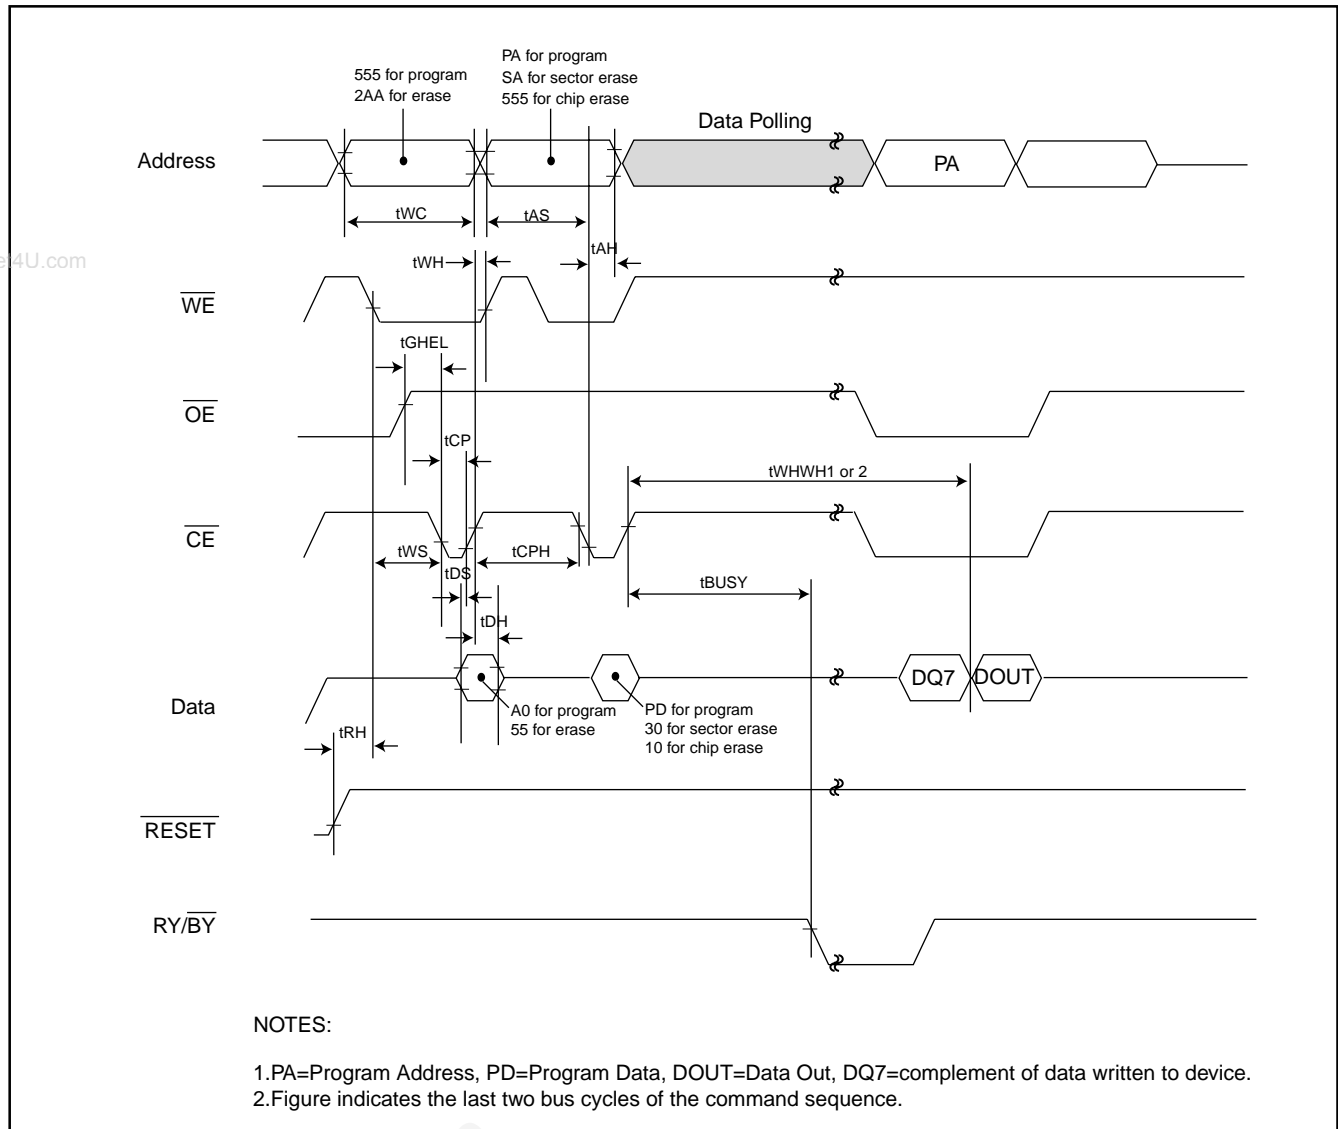 PA for program
555 for program
SA for sector erase
2AA for erase
555 for chip erase
Data Polling
Address
PA
tWC
tAS
tAH
et4U.com
tWH
WE
tGHEL
OE
tCP
tWHWH1 or 2
CE
tWS
tCPH
tDS
tBUSY
tDH
DQ7
DOUT
Data
A0 for program
55 for erase
PD for program
30 for sector erase
10 for chip erase
tRH
RESET
RY/BY
NOTES:
1.PA=Program Address, PD=Program Data, DOUT=Data Out, DQ7=complement of data written to device.
2.Figure indicates the last two bus cycles of the command sequence.